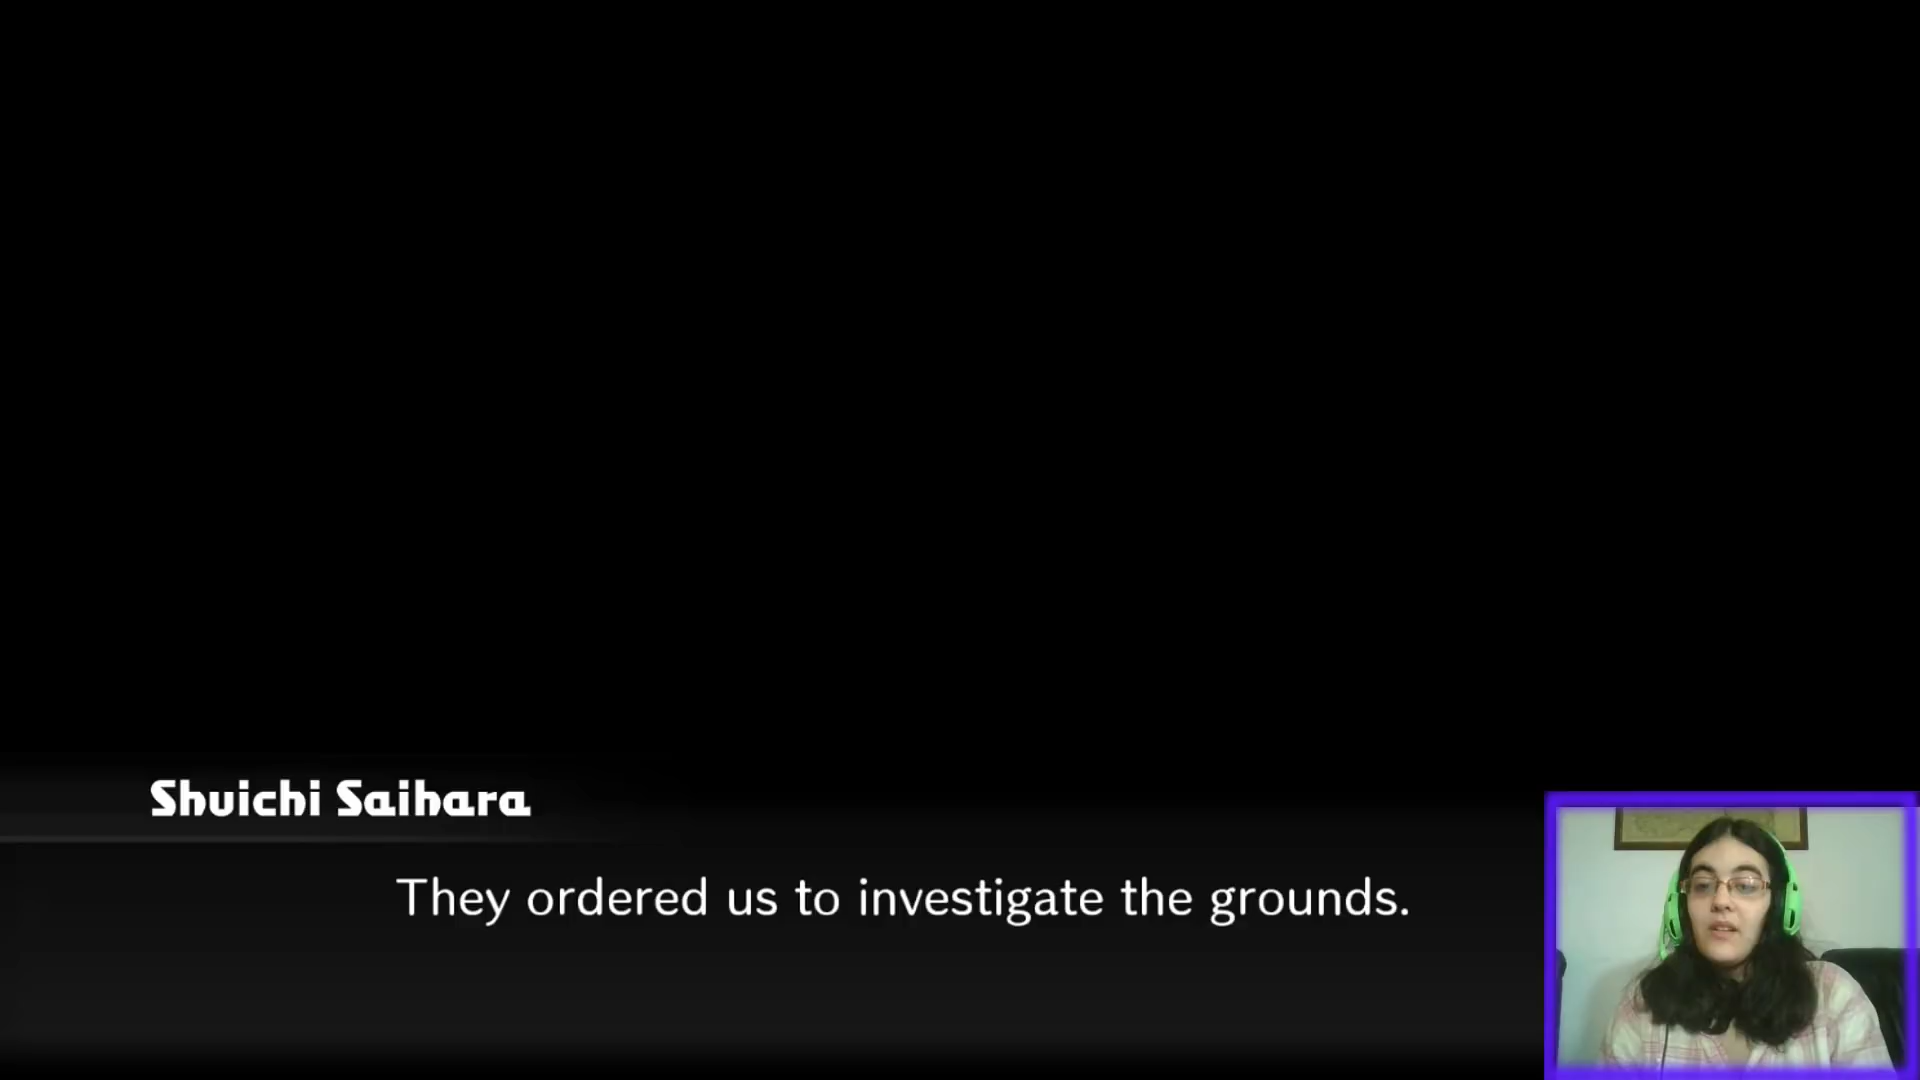 Shuichi Saihara
They ordered us to investigate the grounds.